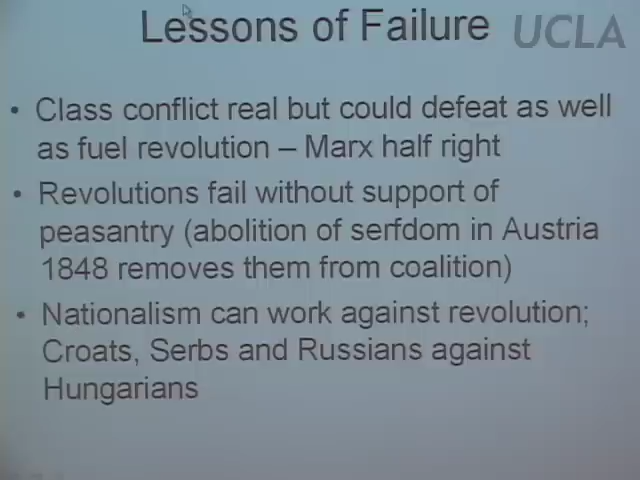 Lessons of Failure
UCLA
• Class conflict real but could defeat as well
as fuel revolution – Marx half right
• Revolutions fail without support of
peasantry (abolition of serfdom in Austria
1848 removes them from coalition)
• Nationalism can work against revolution;
Croats, Serbs and Russians against
Hungarians